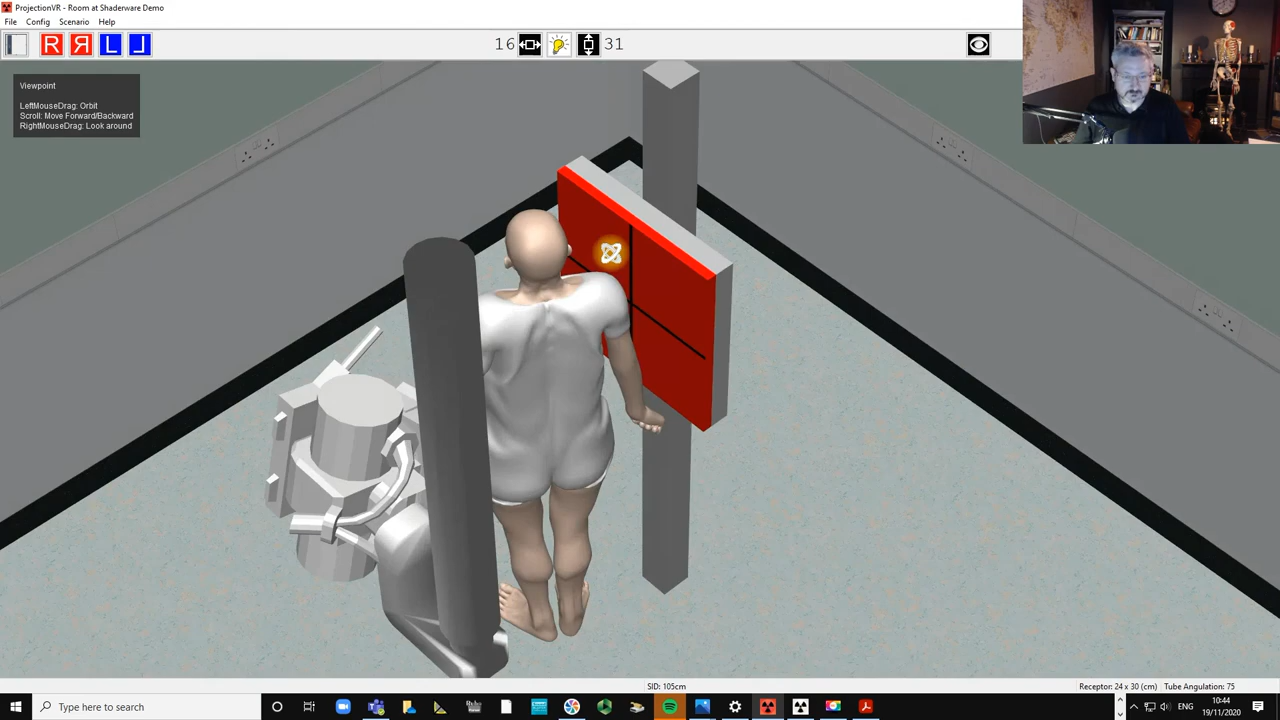 ProjectionVR - Room at Shaderware Demo
File Config Scenario Help
R R L L 16 31
Viewpoint
LeftMouseDrag: Orbit
Scroll: Move Forward/Backward
RightMouseDrag: Look around
SID: 105cm Receptor: 24 x 30 (cm) Tube Angulation: 75
Type here to search
ENG
10:44
19/11/2020